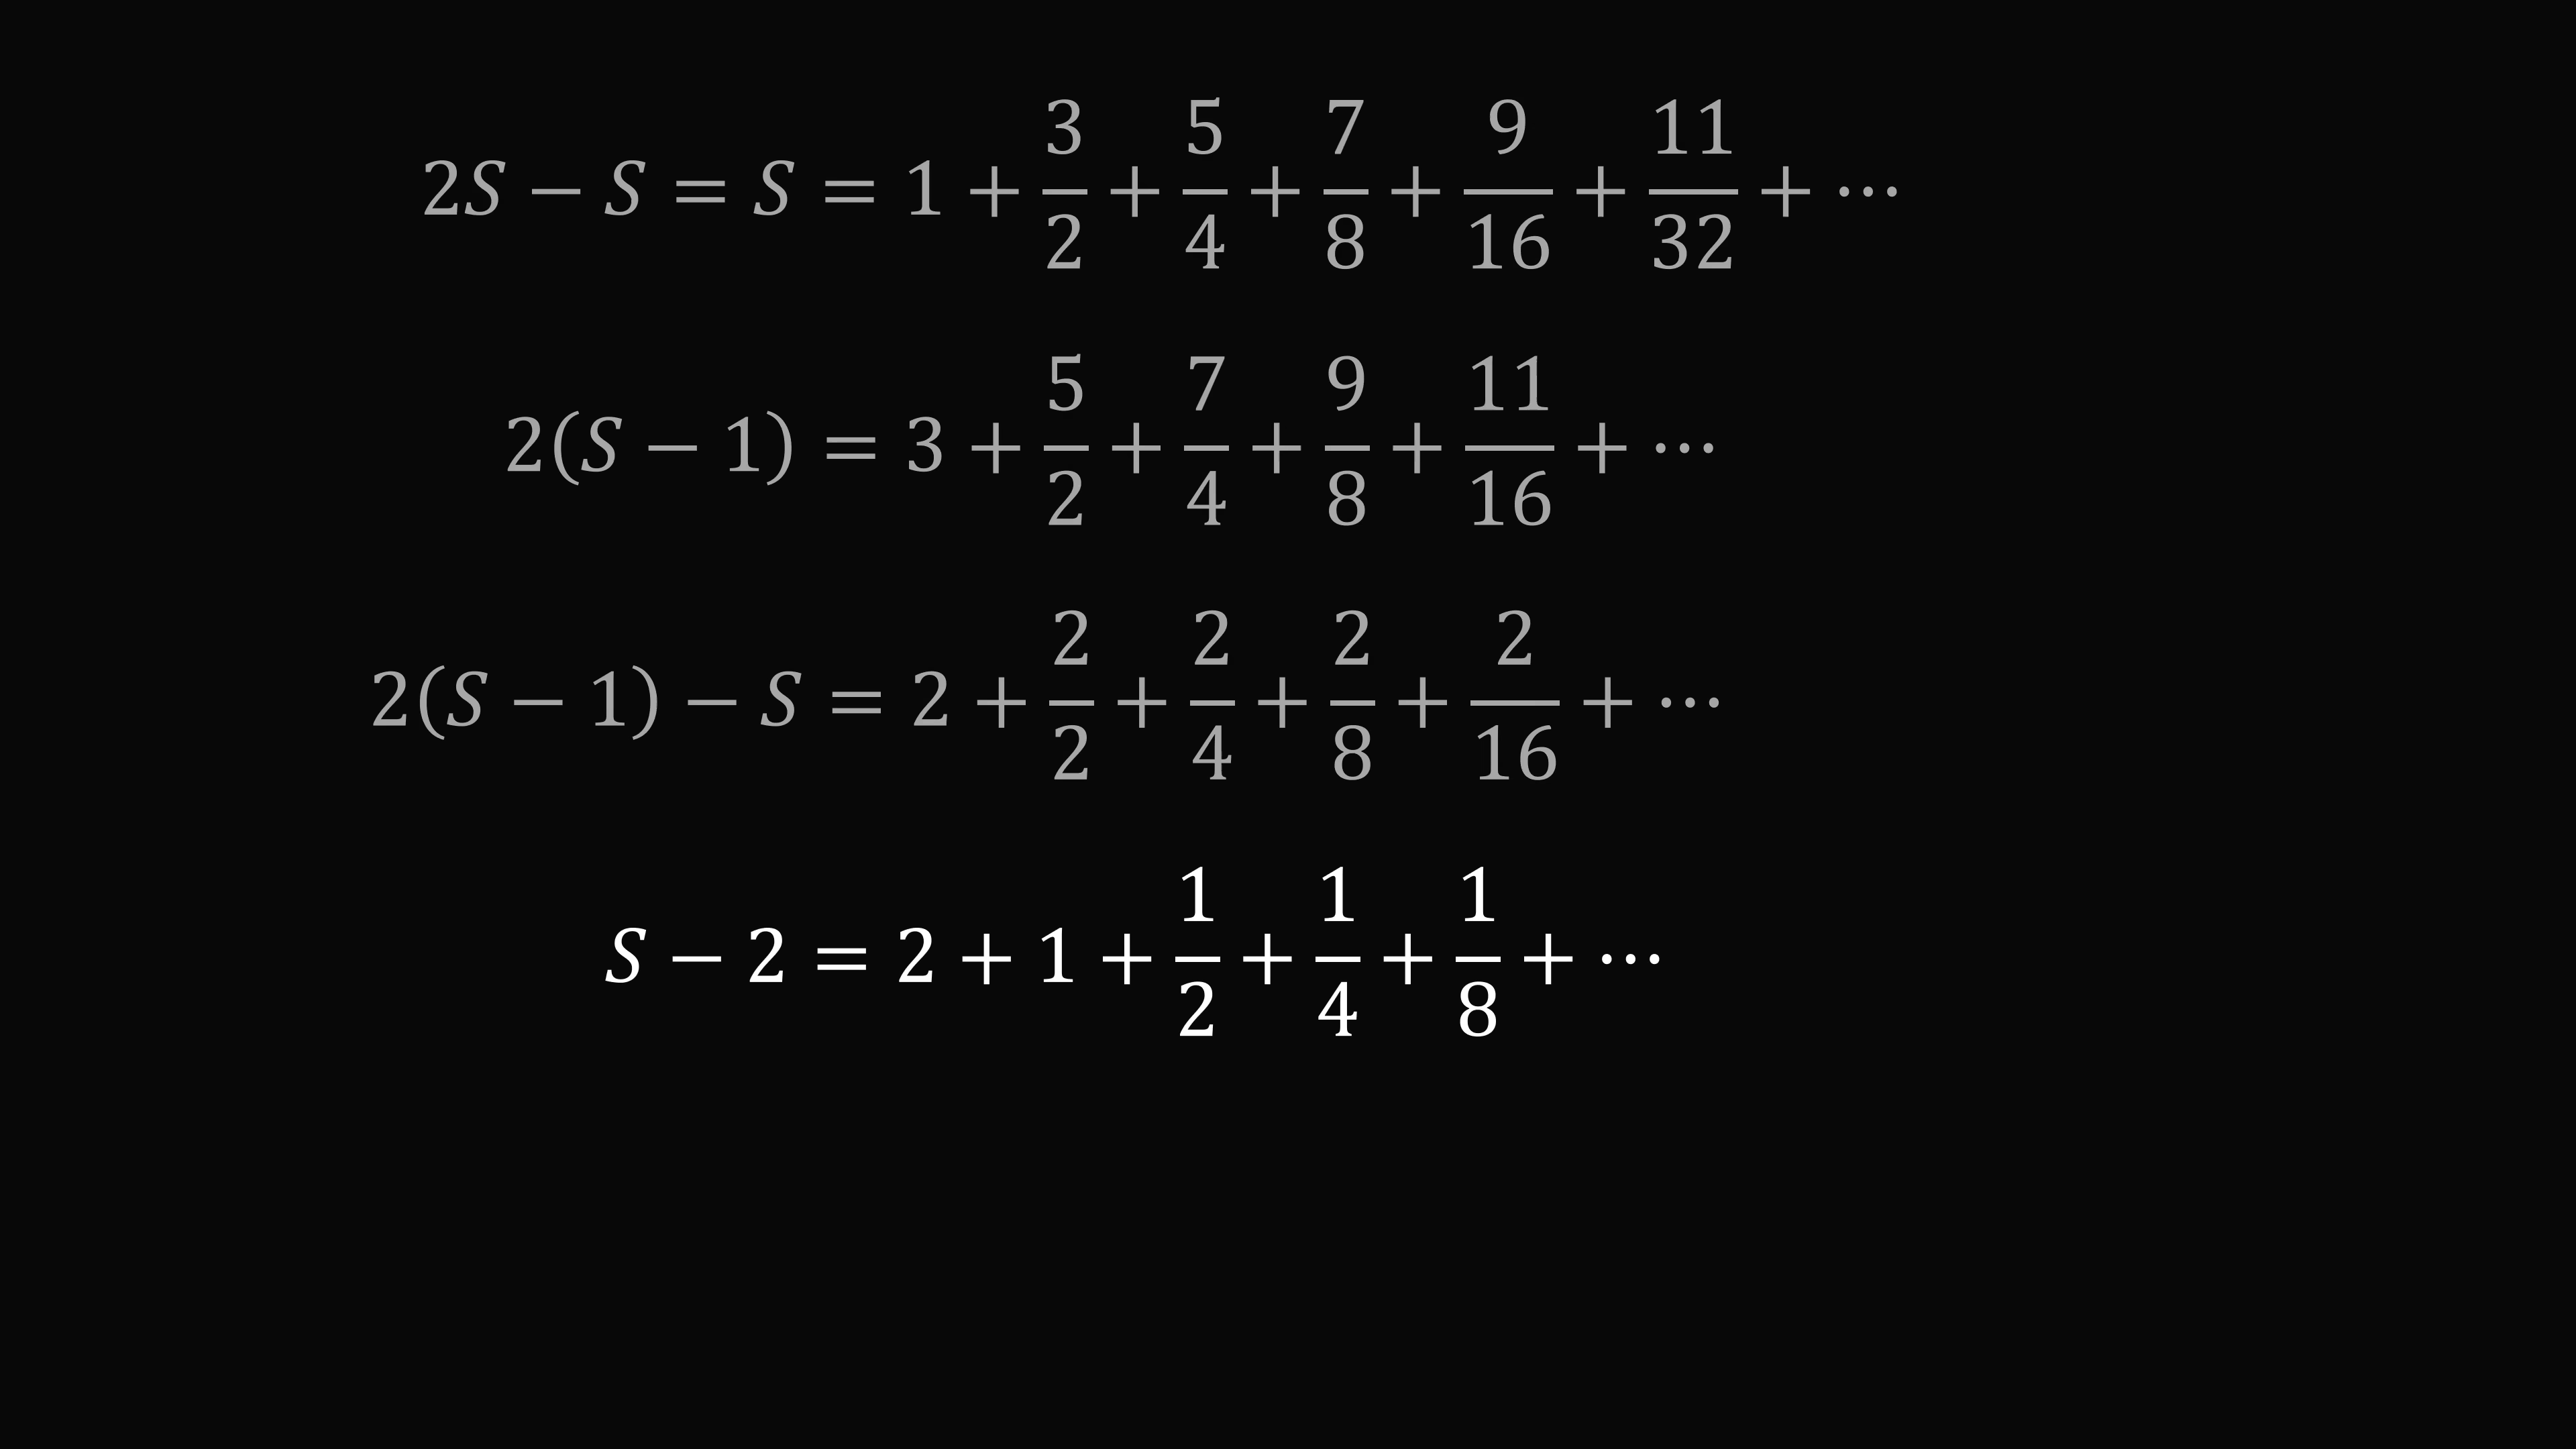 2S − S = S = 1 + 3/2 + 5/4 + 7/8 + 9/16 + 11/32 + ⋯
2(S − 1) = 3 + 5/2 + 7/4 + 9/8 + 11/16 + ⋯
2(S − 1) − S = 2 + 2/2 + 2/4 + 2/8 + 2/16 + ⋯
S − 2 = 2 + 1 + 1/2 + 1/4 + 1/8 + ⋯